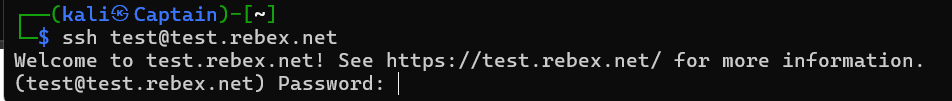 ┌──(kali㉿Captain)-[~]
└─$ ssh test@test.rebex.net
Welcome to test.rebex.net! See https://test.rebex.net/ for more information.
(test@test.rebex.net) Password: